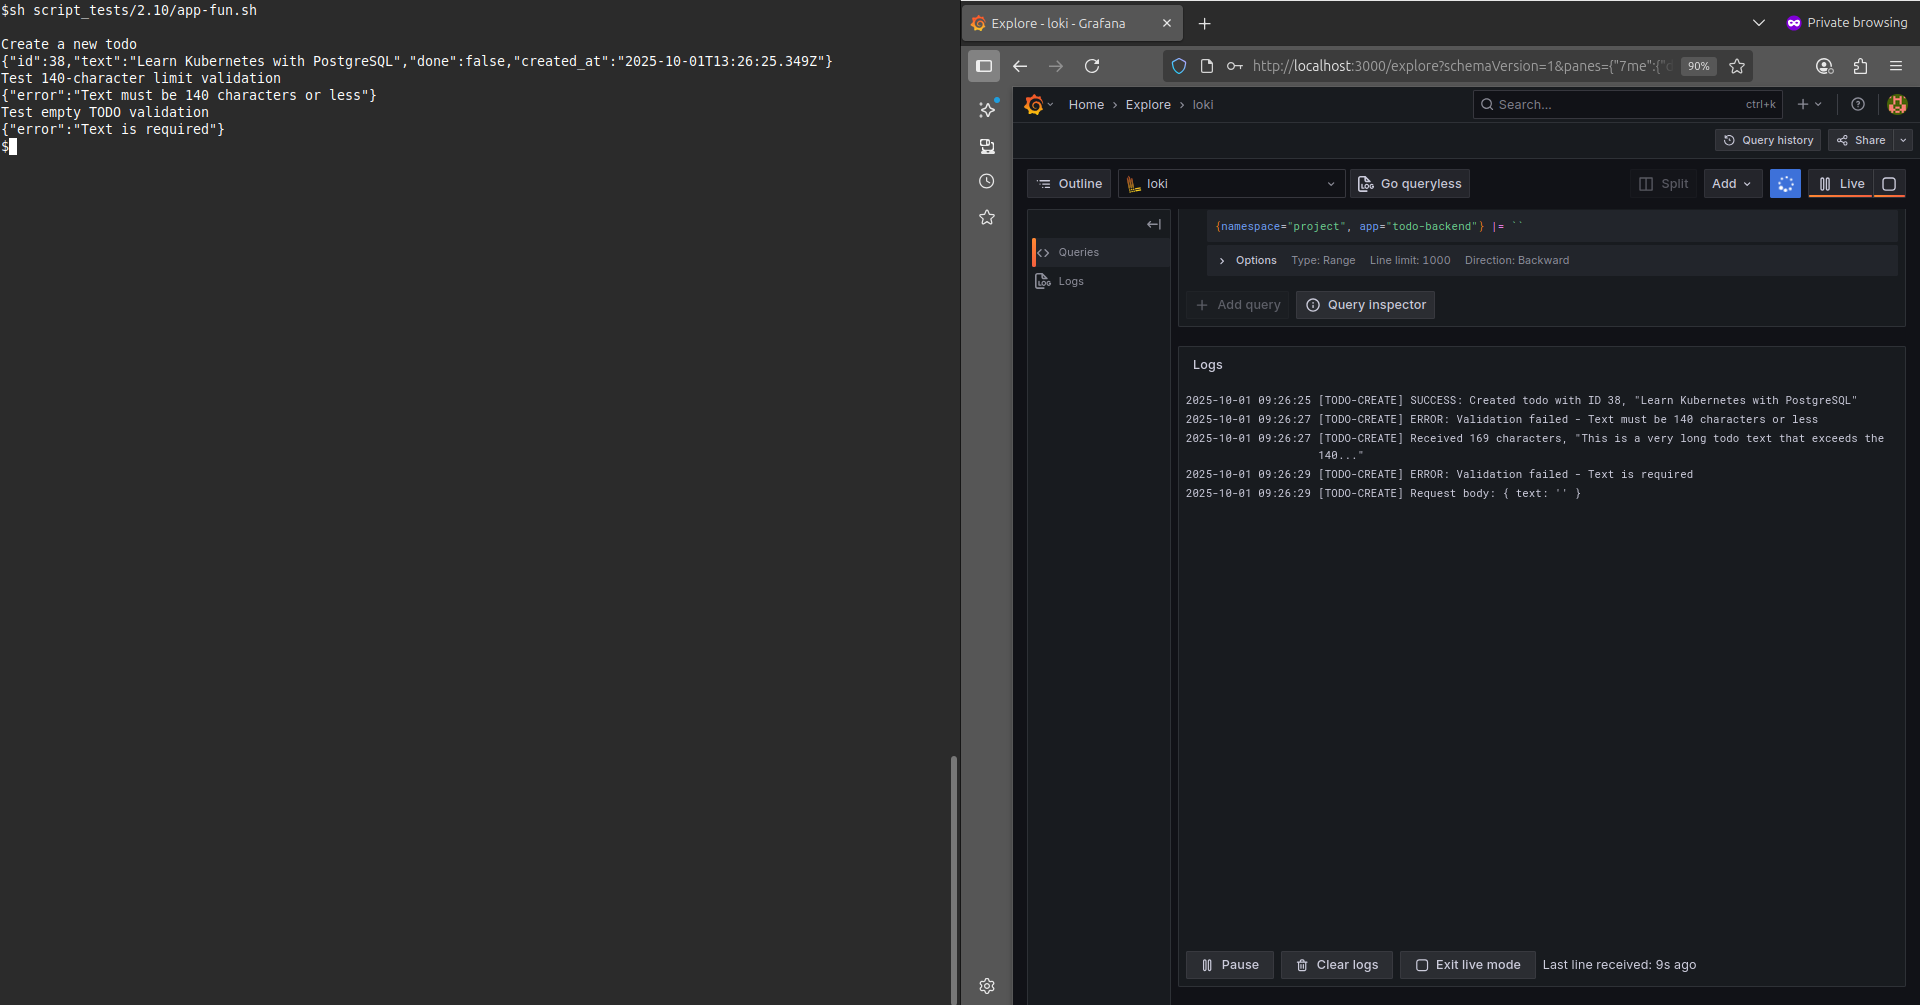 $sh script_tests/2.10/app-fun.sh
Create a new todo
{"id":38,"text":"Learn Kubernetes with PostgreSQL","done":false,"created_at":"2025-10-01T13:26:25.349Z"}
Test 140-character limit validation
{"error":"Text must be 140 characters or less"}
Test empty TODO validation
{"error":"Text is required"}
$
Explore - loki - Grafana
Private browsing
http://localhost:3000/explore?schemaVersion=1&panes={"7me":{"d
90%
Home › Explore › loki
Search...
ctrl+k
Query history
Share
Outline
loki
Go queryless
Split
Add
Live
Queries
Logs
{namespace="project", app="todo-backend"} |= ``
Options Type: Range Line limit: 1000 Direction: Backward
+ Add query
Query inspector
Logs
2025-10-01 09:26:25 [TODO-CREATE] SUCCESS: Created todo with ID 38, "Learn Kubernetes with PostgreSQL"
2025-10-01 09:26:27 [TODO-CREATE] ERROR: Validation failed - Text must be 140 characters or less
2025-10-01 09:26:27 [TODO-CREATE] Received 169 characters, "This is a very long todo text that exceeds the
140..."
2025-10-01 09:26:29 [TODO-CREATE] ERROR: Validation failed - Text is required
2025-10-01 09:26:29 [TODO-CREATE] Request body: { text: '' }
Pause
Clear logs
Exit live mode
Last line received: 9s ago